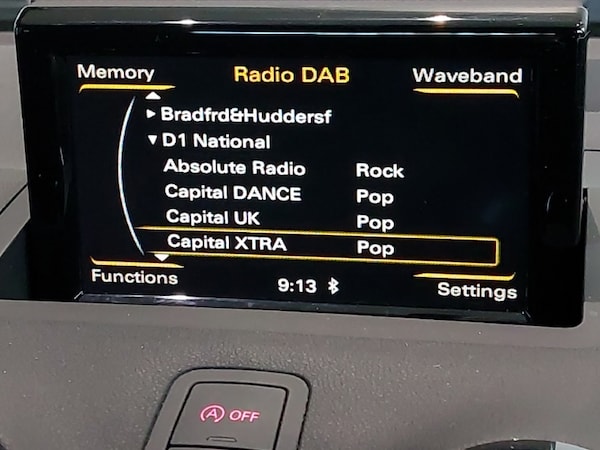 Memory Radio DAB Waveband
Bradfrd&Huddersf
D1 National
Absolute Radio Rock
Capital DANCE Pop
Capital UK Pop
Capital XTRA Pop
Functions 9:13 Settings
A OFF